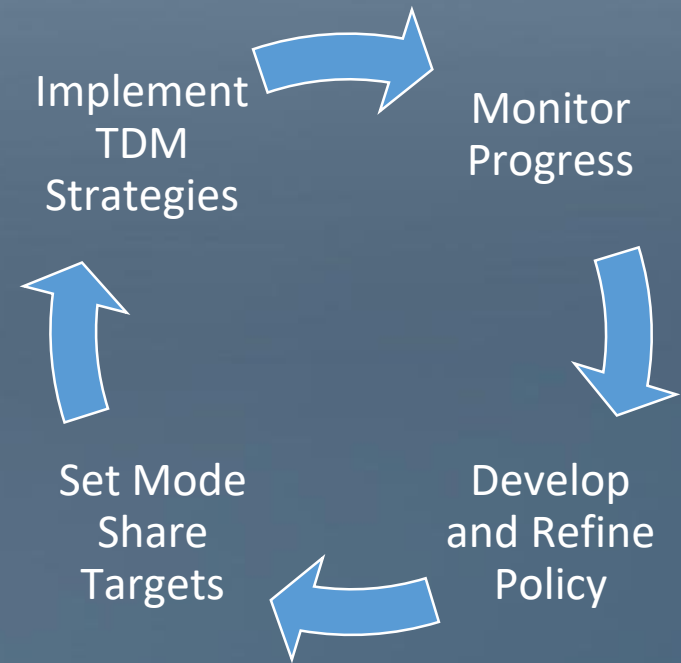 Implement
TDM
Strategies
Monitor
Progress
Set Mode
Share
Targets
Develop
and Refine
Policy